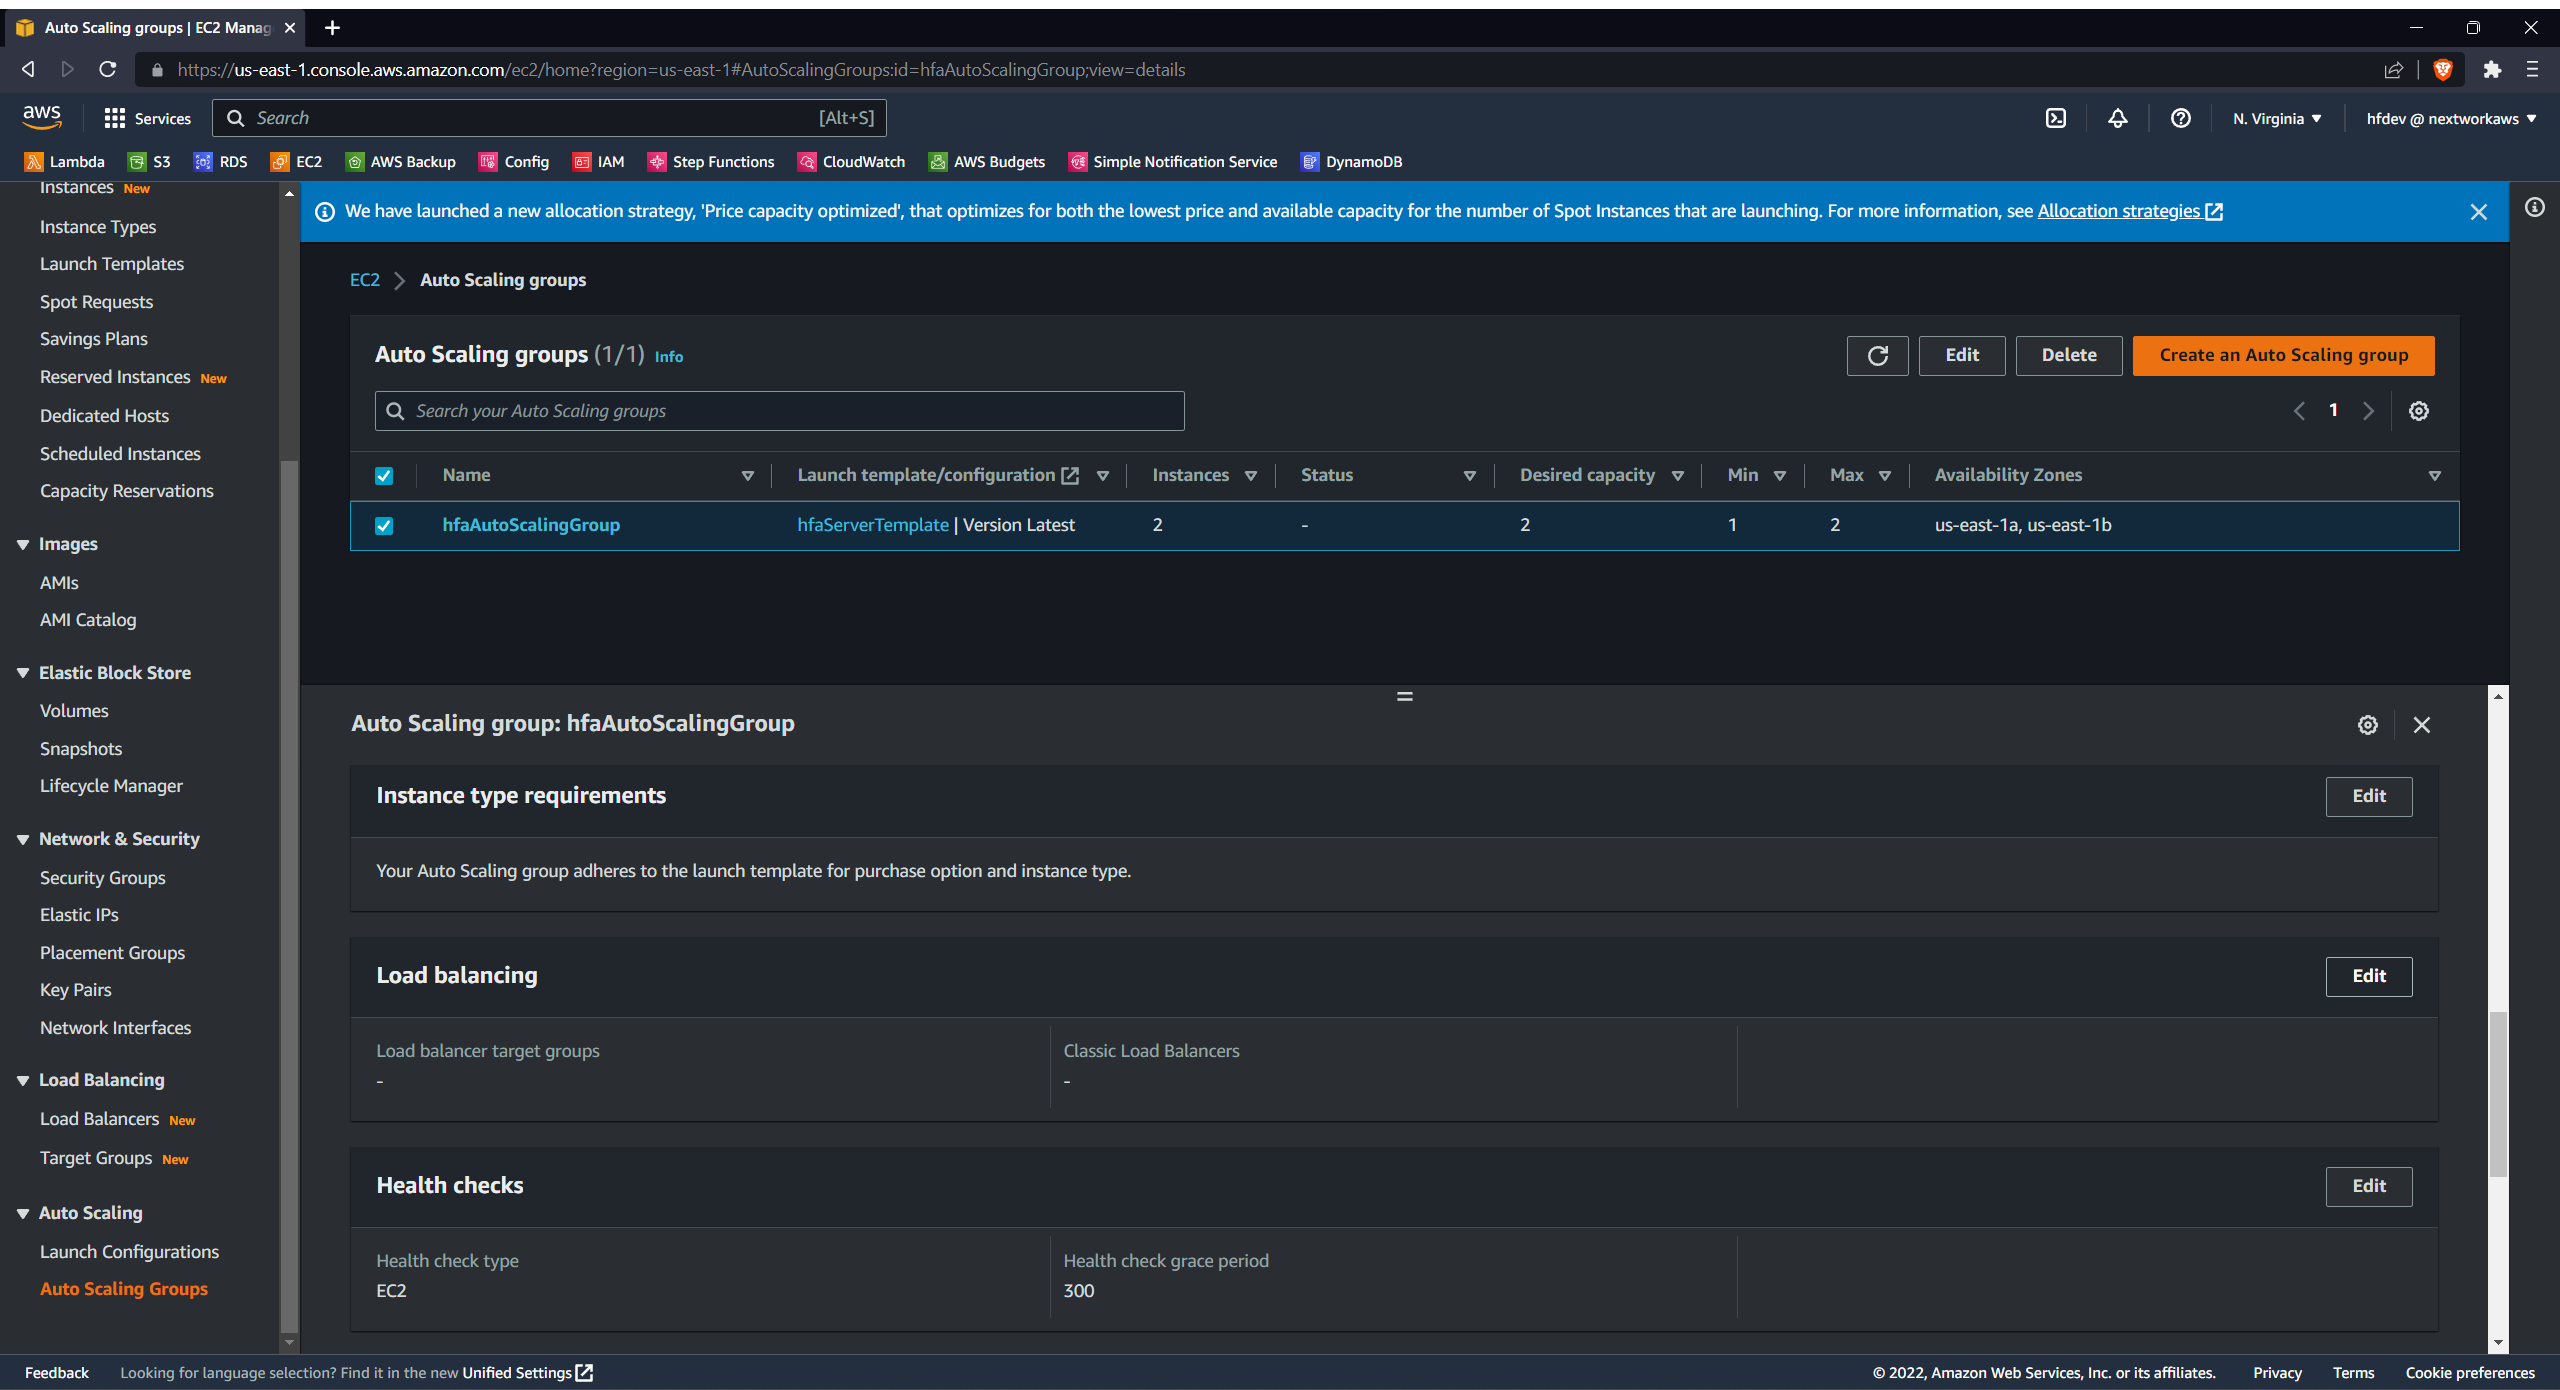 Auto Scaling groups | EC2 Manag
https://us-east-1.console.aws.amazon.com/ec2/home?region=us-east-1#AutoScalingGroups:id=hfaAutoScalingGroup;view=details
aws Services Search [Alt+S] N. Virginia hfdev @ nextworkaws
Lambda S3 RDS EC2 AWS Backup Config IAM Step Functions CloudWatch AWS Budgets Simple Notification Service DynamoDB
Instances New
Instance Types
Launch Templates
Spot Requests
Savings Plans
Reserved Instances New
Dedicated Hosts
Scheduled Instances
Capacity Reservations
Images
AMIs
AMI Catalog
Elastic Block Store
Volumes
Snapshots
Lifecycle Manager
Network & Security
Security Groups
Elastic IPs
Placement Groups
Key Pairs
Network Interfaces
Load Balancing
Load Balancers New
Target Groups New
Auto Scaling
Launch Configurations
Auto Scaling Groups
We have launched a new allocation strategy, 'Price capacity optimized', that optimizes for both the lowest price and available capacity for the number of Spot Instances that are launching. For more information, see Allocation strategies
EC2 > Auto Scaling groups
Auto Scaling groups (1/1) Info Edit Delete Create an Auto Scaling group
Search your Auto Scaling groups 1
Name Launch template/configuration Instances Status Desired capacity Min Max Availability Zones
hfaAutoScalingGroup hfaServerTemplate | Version Latest 2 - 2 1 2 us-east-1a, us-east-1b
Auto Scaling group: hfaAutoScalingGroup
Instance type requirements Edit
Your Auto Scaling group adheres to the launch template for purchase option and instance type.
Load balancing Edit
Load balancer target groups Classic Load Balancers
- -
Health checks Edit
Health check type Health check grace period
EC2 300
Feedback Looking for language selection? Find it in the new Unified Settings © 2022, Amazon Web Services, Inc. or its affiliates. Privacy Terms Cookie preferences